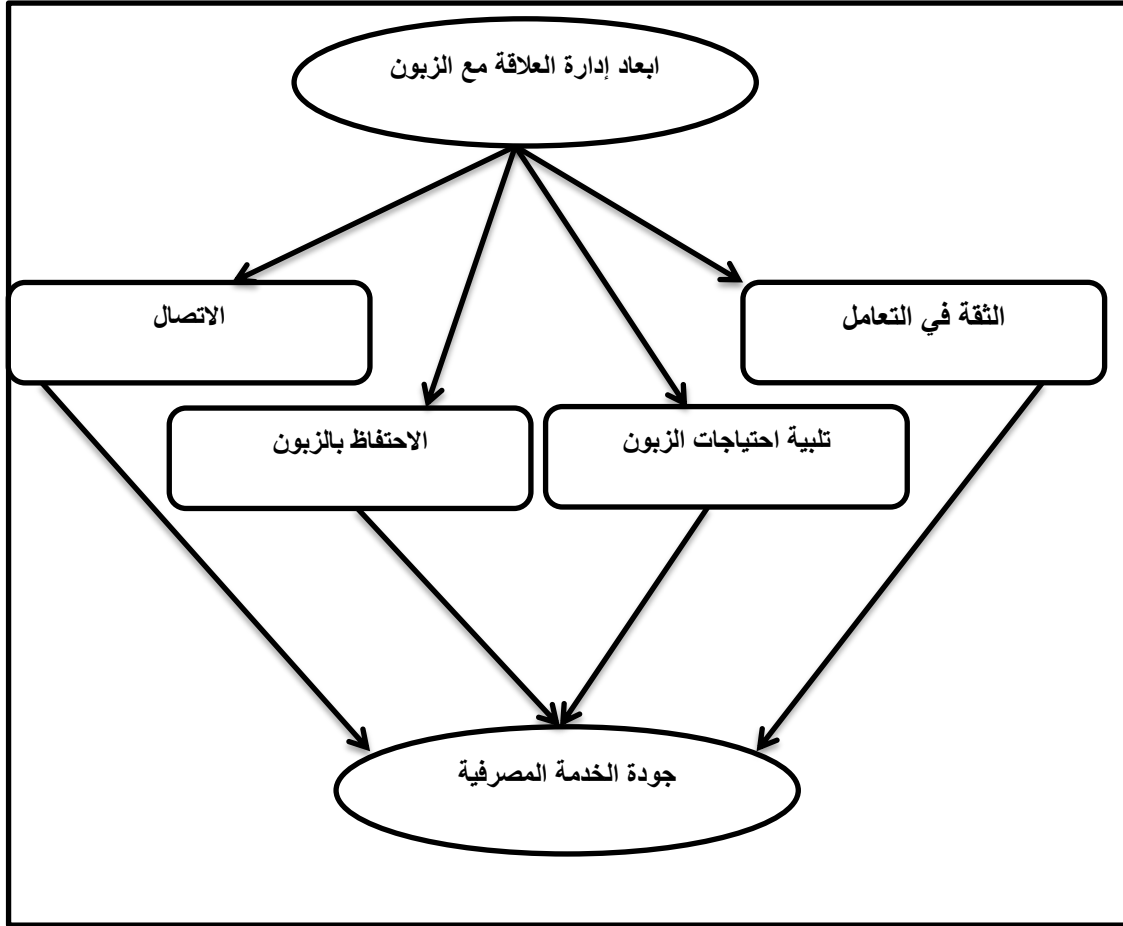 ابعاد إدارة العلاقة مع الزبون
الثقة في التعامل
الاتصال
تلبية احتياجات الزبون
الاحتفاظ بالزبون
جودة الخدمة المصرفية